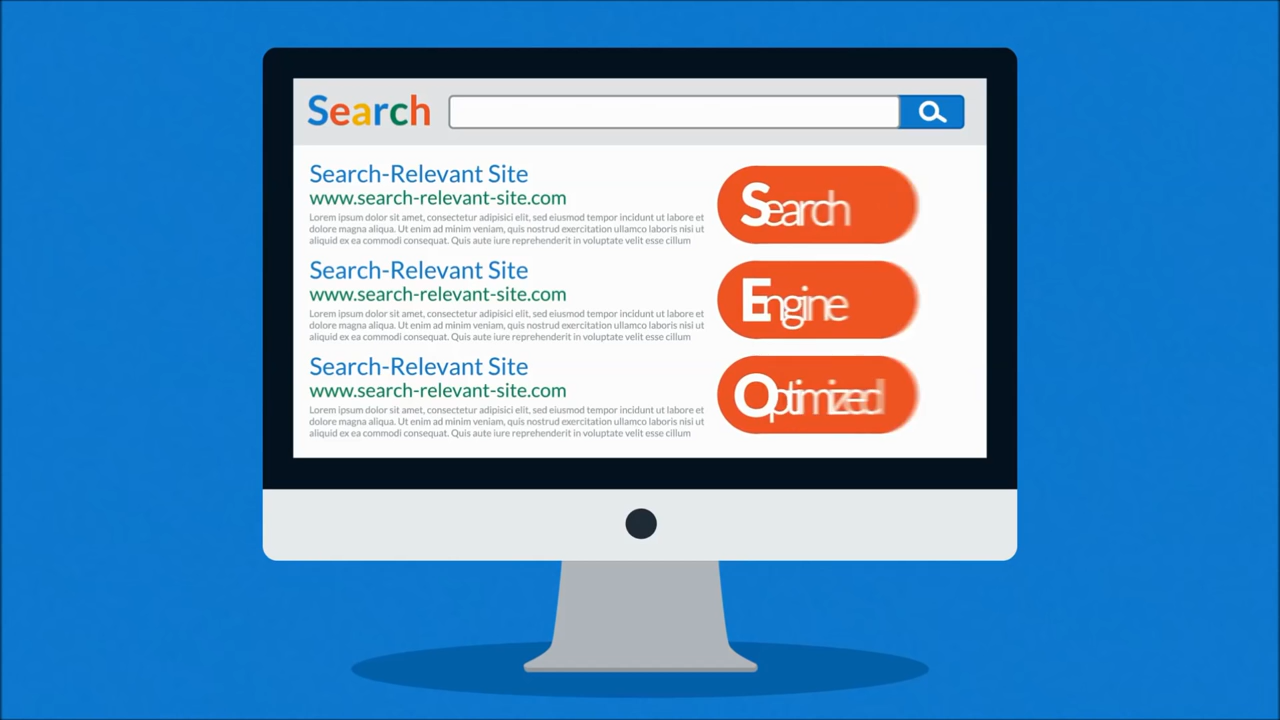 Search
Search-Relevant Site
www.search-relevant-site.com
Lorem ipsum dolor sit amet, consectetur adipisici elit, sed eiusmod tempor incidunt ut labore et
dolore magna aliqua. Ut enim ad minim veniam, quis nostrud exercitation ullamco laboris nisi ut
aliquid ex ea commodi consequat. Quis aute iure reprehenderit in voluptate velit esse cillum
Search-Relevant Site
www.search-relevant-site.com
Lorem ipsum dolor sit amet, consectetur adipisici elit, sed eiusmod tempor incidunt ut labore et
dolore magna aliqua. Ut enim ad minim veniam, quis nostrud exercitation ullamco laboris nisi ut
aliquid ex ea commodi consequat. Quis aute iure reprehenderit in voluptate velit esse cillum
Search-Relevant Site
www.search-relevant-site.com
Lorem ipsum dolor sit amet, consectetur adipisici elit, sed eiusmod tempor incidunt ut labore et
dolore magna aliqua. Ut enim ad minim veniam, quis nostrud exercitation ullamco laboris nisi ut
aliquid ex ea commodi consequat. Quis aute iure reprehenderit in voluptate velit esse cillum
Search
Engine
Optimized